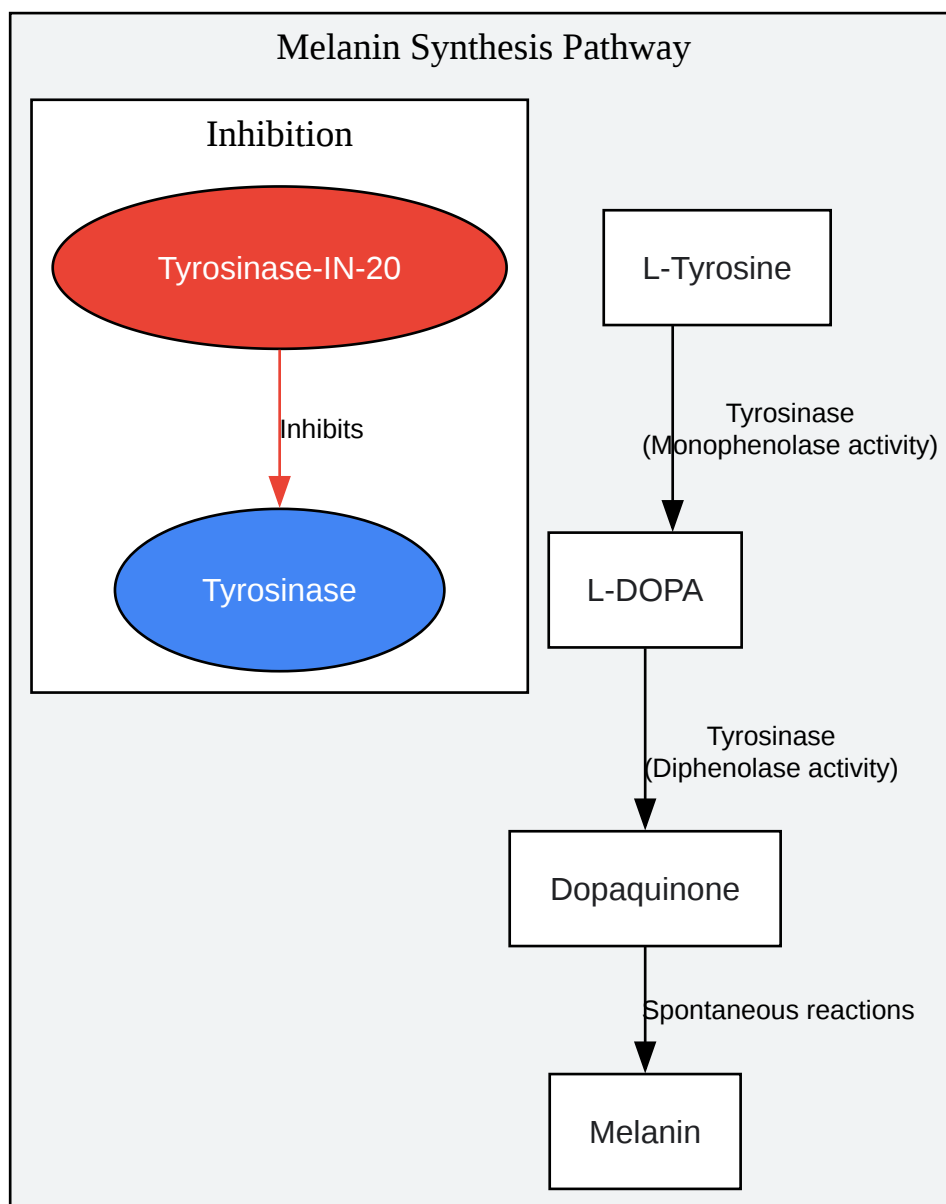 Melanin Synthesis Pathway
Inhibition
Tyrosinase-IN-20
Inhibits
Tyrosinase
L-Tyrosine
Tyrosinase
(Monophenolase activity)
L-DOPA
Tyrosinase
(Diphenolase activity)
Dopaquinone
Spontaneous reactions
Melanin